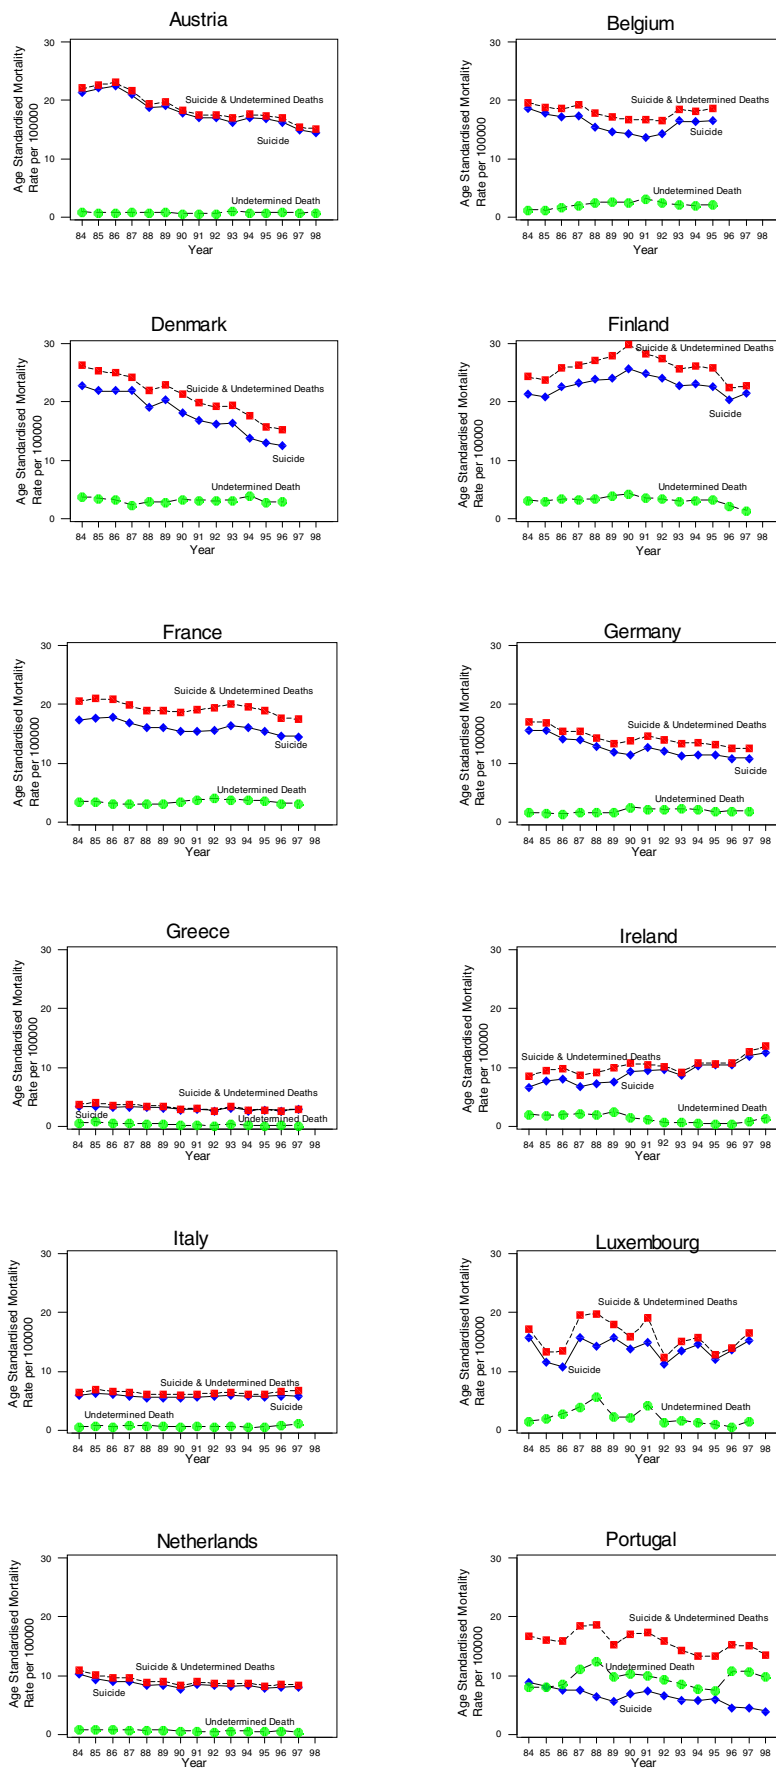 Austria
Age Standardised Mortality
Rate per 100000
30
20
10
0
Suicide & Undetermined Deaths
Suicide
Undetermined Death
84 85 86 87 88 89 90 91 92 93 94 95 96 97 98
Year
Belgium
Age Standardised Mortality
Rate per 100000
30
20
10
0
Suicide & Undetermined Deaths
Suicide
Undetermined Death
84 85 86 87 88 89 90 91 92 93 94 95 96 97 98
Year
Denmark
Age Standardised Mortality
Rate per 100000
30
20
10
0
Suicide & Undetermined Deaths
Suicide
Undetermined Death
84 85 86 87 88 89 90 91 92 93 94 95 96 97 98
Year
Finland
Age Standardised Mortality
Rate per 100000
30
20
10
0
Suicide & Undetermined Deaths
Suicide
Undetermined Death
84 85 86 87 88 89 90 91 92 93 94 95 96 97 98
Year
France
Age Standardised Mortality
Rate per 100000
30
20
10
0
Suicide & Undetermined Deaths
Suicide
Undetermined Death
84 85 86 87 88 89 90 91 92 93 94 95 96 97 98
Year
Germany
Age Stadardised Mortality
Rate per 100000
30
20
10
0
Suicide & Undetermined Deaths
Suicide
Undetermined Death
84 85 86 87 88 89 90 91 92 93 94 95 96 97 98
Year
Greece
Age Standardised Mortality
Rate per 100000
30
20
10
0
Suicide & Undetermined Deaths
Suicide
Undetermined Death
84 85 86 87 88 89 90 91 92 93 94 95 96 97 98
Year
Ireland
Age Standardised Mortality
Rate per 100000
30
20
10
0
Suicide & Undetermined Deaths
Suicide
Undetermined Death
84 85 86 87 88 89 90 91 92 93 94 95 96 97 98
Year
Italy
Age Standardised Mortality
Rate per 100000
30
20
10
0
Suicide & Undetermined Deaths
Suicide
Undetermined Death
84 85 86 87 88 89 90 91 92 93 94 95 96 97 98
Year
Luxembourg
Age Standardised Mortality
Rate per 100000
30
20
10
0
Suicide & Undetermined Deaths
Suicide
Undetermined Death
84 85 86 87 88 89 90 91 92 93 94 95 96 97 98
Year
Netherlands
Age Standardised Mortality
Rate per 100000
30
20
10
0
Suicide & Undetermined Deaths
Suicide
Undetermined Death
84 85 86 87 88 89 90 91 92 93 94 95 96 97 98
Year
Portugal
Age Standardised Mortality
Rate per 100000
30
20
10
0
Suicide & Undetermined Deaths
Undetermined Death
Suicide
84 85 86 87 88 89 90 91 92 93 94 95 96 97 98
Year